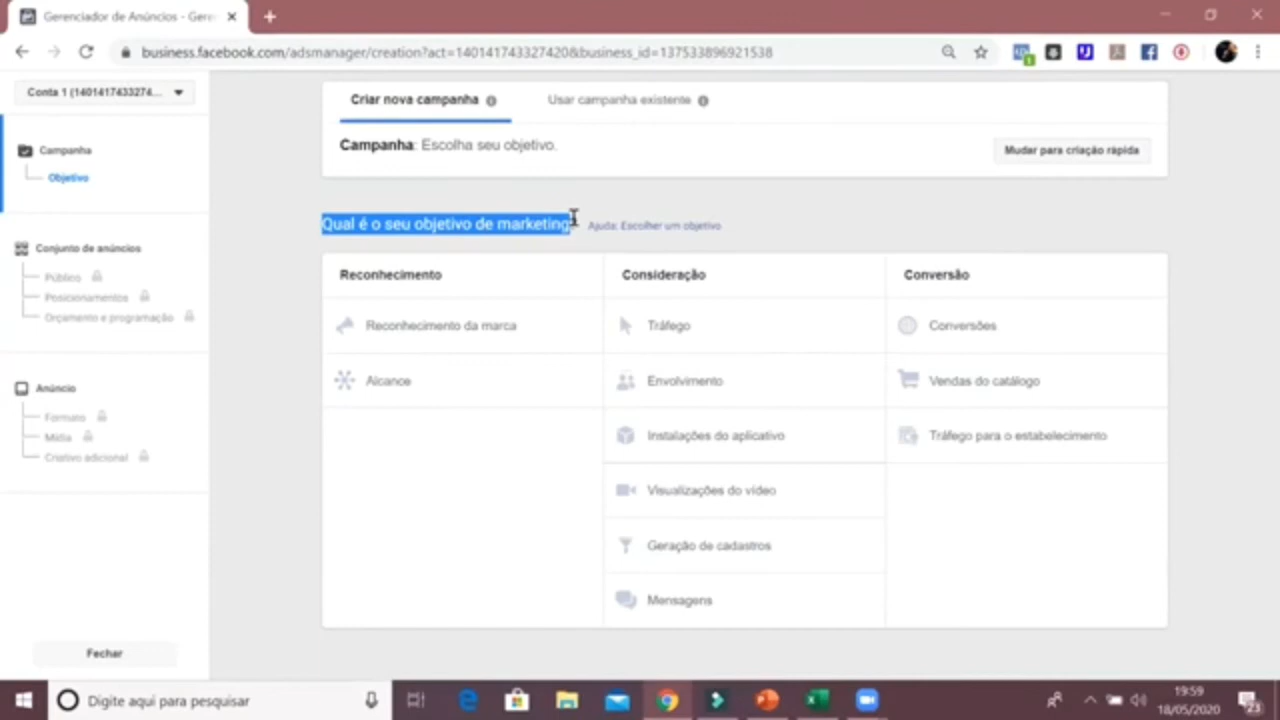 Gerenciador de Anúncios - Gere
business.facebook.com/adsmanager/creation?act=140141743327420&business_id=137533896921538
Conta 1 (1401417433274...
Campanha
Objetivo
Conjunto de anúncios
Público
Posicionamentos
Orçamento e programação
Anúncio
Formato
Mídia
Criativo adicional
Fechar
Criar nova campanha
Usar campanha existente
Campanha: Escolha seu objetivo.
Mudar para criação rápida
Qual é o seu objetivo de marketing
Ajuda: Escolher um objetivo
Reconhecimento
Consideração
Conversão
Reconhecimento da marca
Tráfego
Conversões
Alcance
Envolvimento
Vendas do catálogo
Instalações do aplicativo
Tráfego para o estabelecimento
Visualizações do vídeo
Geração de cadastros
Mensagens
Digite aqui para pesquisar
19:59
18/05/2020
23